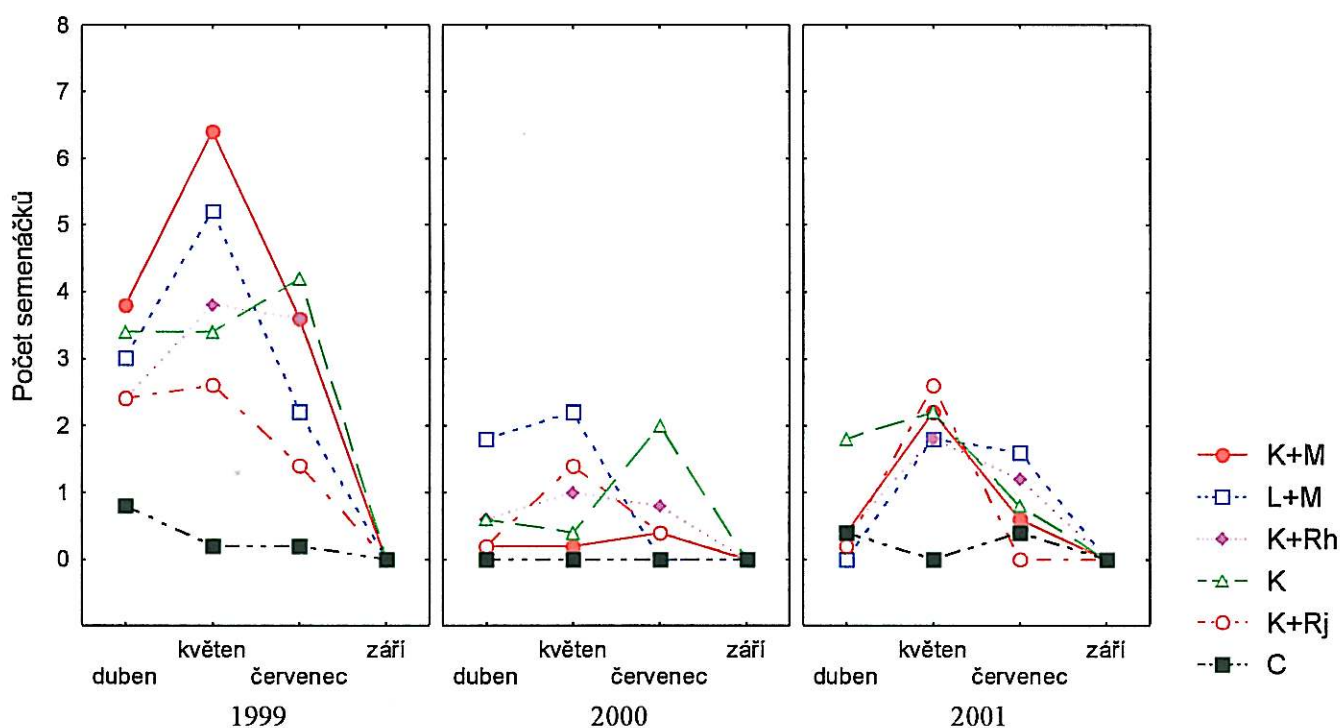 Počet semenáčků
8
7
6
5
4
3
2
1
0
květen září květen září květen září
duben červenec duben červenec duben červenec
1999 2000 2001
K+M
L+M
K+Rh
K
K+Rj
C